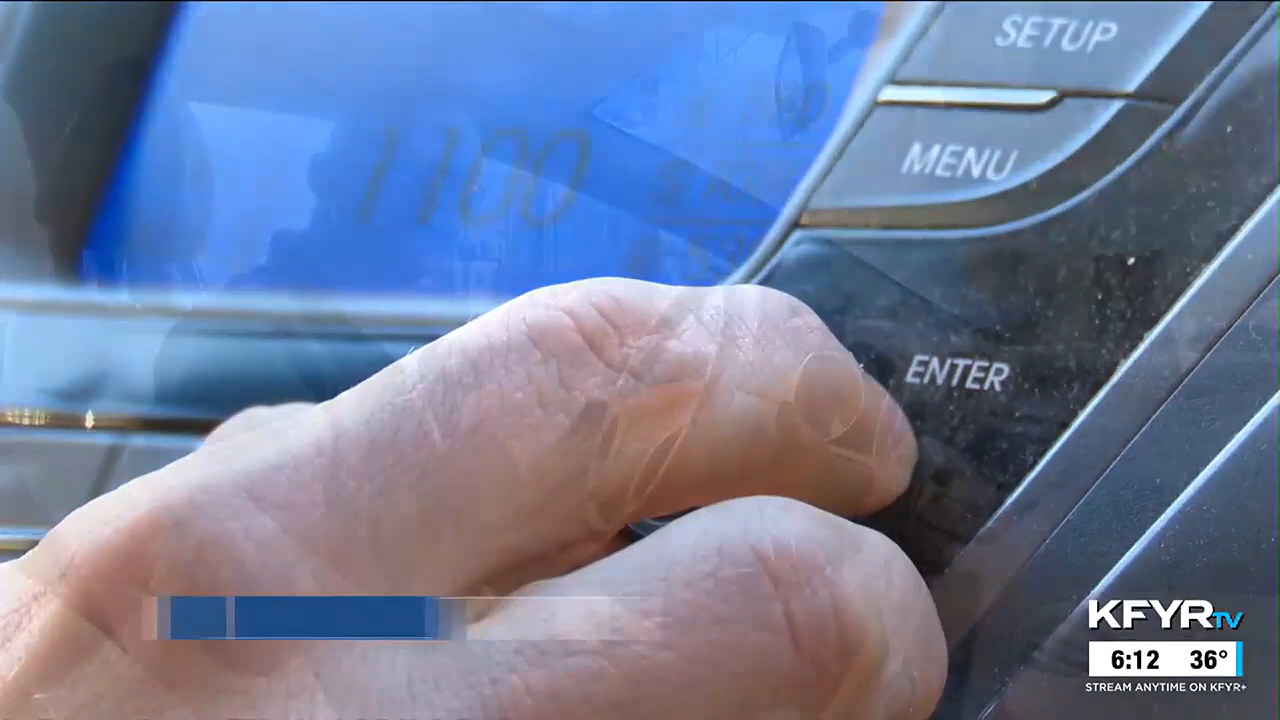 SETUP
MENU
1100
ENTER
KFYRTV
6:12 36°
STREAM ANYTIME ON KFYR+